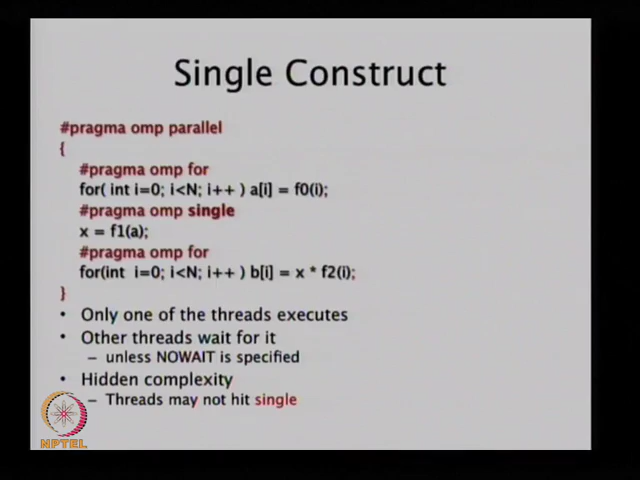 Single Construct
#pragma omp parallel
{
#pragma omp for
for( int i=0; i<N; i++ ) a[i] = f0(i);
#pragma omp single
x = f1(a);
#pragma omp for
for(int i=0; i<N; i++ ) b[i] = x * f2(i);
}
• Only one of the threads executes
• Other threads wait for it
– unless NOWAIT is specified
• Hidden complexity
– Threads may not hit single
NPTEL